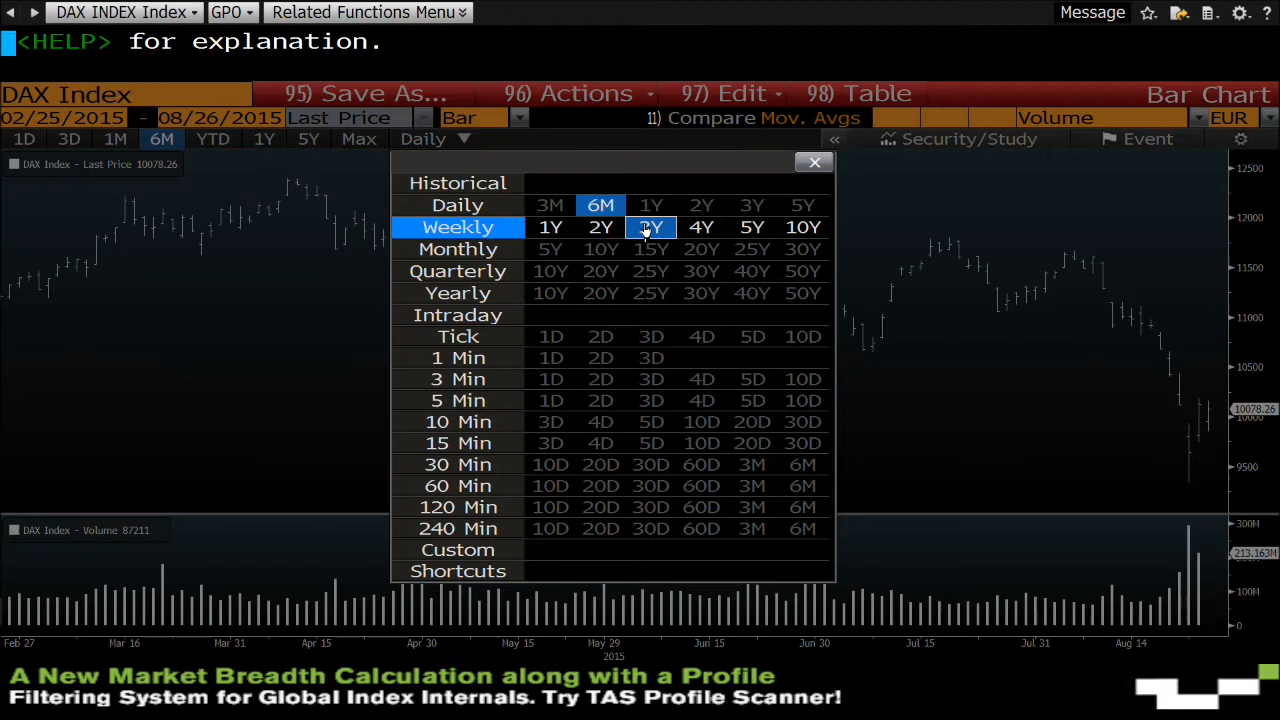 DAX INDEX Index GPO Related Functions Menu Message ?
<HELP> for explanation.
DAX Index 95) Save As... 96) Actions 97) Edit 98) Table Bar Chart
02/25/2015 - 08/26/2015 Last Price Bar 11) Compare Mov. Avgs Volume EUR
1D 3D 1M 6M YTD 1Y 5Y Max Daily « Security/Study Event
DAX Index - Last Price 10078.26
Historical
Daily 3M 6M 1Y 2Y 3Y 5Y
Weekly 1Y 2Y 3Y 4Y 5Y 10Y
Monthly 5Y 10Y 15Y 20Y 25Y 30Y
Quarterly 10Y 20Y 25Y 30Y 40Y 50Y
Yearly 10Y 20Y 25Y 30Y 40Y 50Y
Intraday
Tick 1D 2D 3D 4D 5D 10D
1 Min 1D 2D 3D
3 Min 1D 2D 3D 4D 5D 10D
5 Min 1D 2D 3D 4D 5D 10D
10 Min 3D 4D 5D 10D 20D 30D
15 Min 3D 4D 5D 10D 20D 30D
30 Min 10D 20D 30D 60D 3M 6M
60 Min 10D 20D 30D 60D 3M 6M
120 Min 10D 20D 30D 60D 3M 6M
240 Min 10D 20D 30D 60D 3M 6M
Custom
Shortcuts
12500
12000
11500
11000
10500
10078.26
10000
9500
DAX Index - Volume 87211
300M
213.163M
100M
0
Feb 27 Mar 16 Mar 31 Apr 15 Apr 30 May 15 May 29 Jun 15 Jun 30 Jul 15 Jul 31 Aug 14
2015
A New Market Breadth Calculation along with a Profile
Filtering System for Global Index Internals. Try TAS Profile Scanner!